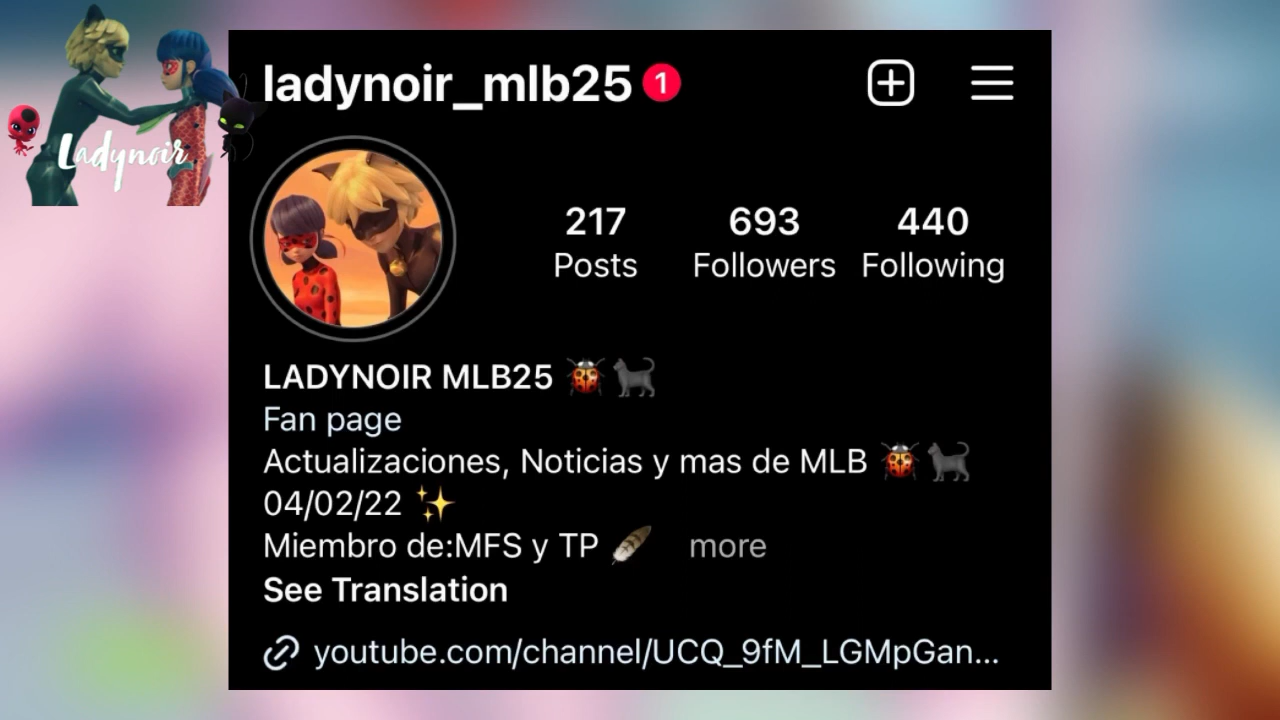 Ladynoir
ladynoir_mlb25 1
217 693 440
Posts Followers Following
LADYNOIR MLB25 🐞🐈‍⬛
Fan page
Actualizaciones, Noticias y mas de MLB 🐞🐈‍⬛
04/02/22 ✨
Miembro de:MFS y TP 🪶 more
See Translation
youtube.com/channel/UCQ_9fM_LGMpGan...